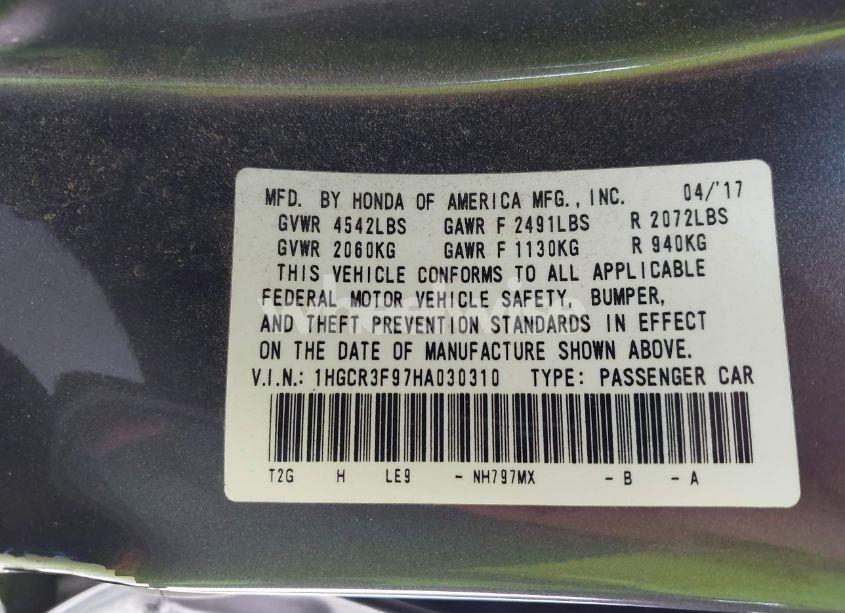 MFD. BY HONDA OF AMERICA MFG., INC. 04/'17
GVWR 4542LBS GAWR F 2491LBS R 2072LBS
GVWR 2060KG GAWR F 1130KG R 940KG
THIS VEHICLE CONFORMS TO ALL APPLICABLE
FEDERAL MOTOR VEHICLE SAFETY, BUMPER,
AND THEFT PREVENTION STANDARDS IN EFFECT
ON THE DATE OF MANUFACTURE SHOWN ABOVE.
V.I.N.: 1HGCR3F97HA030310 TYPE: PASSENGER CAR
T2G H LE9 - NH797MX - B - A